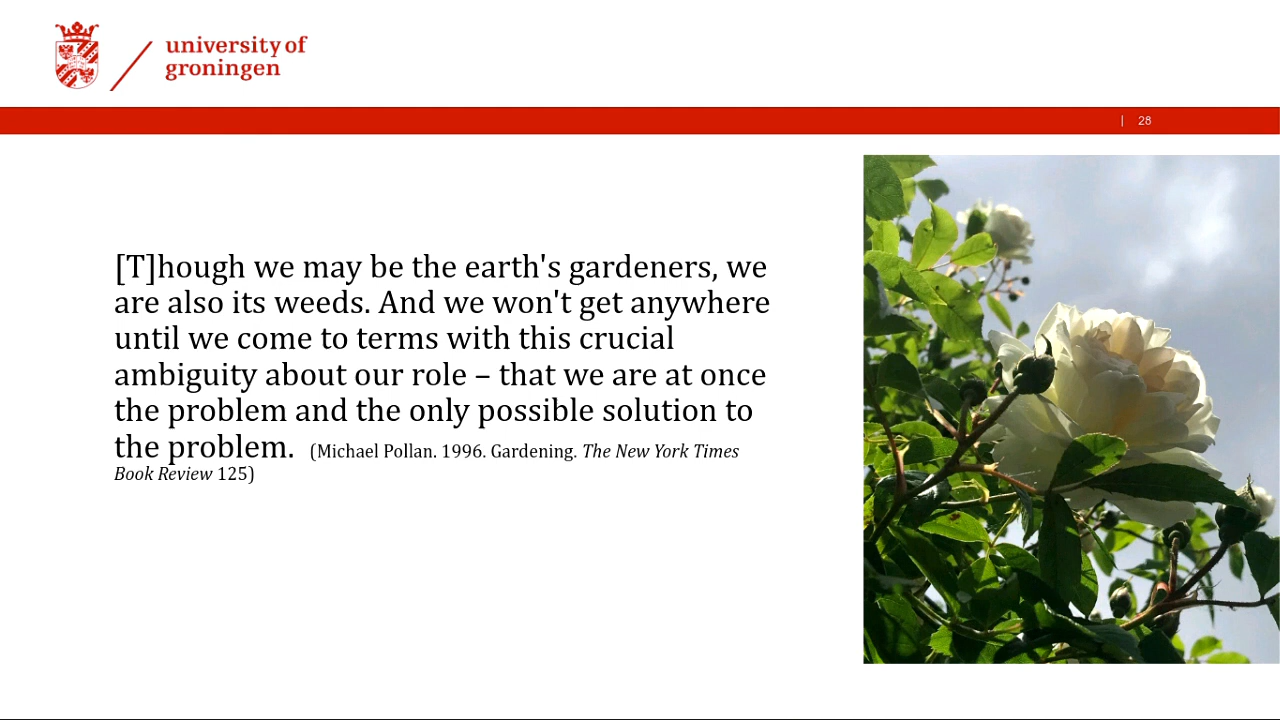 university of
groningen
| 28
[T]hough we may be the earth's gardeners, we
are also its weeds. And we won't get anywhere
until we come to terms with this crucial
ambiguity about our role – that we are at once
the problem and the only possible solution to
the problem. (Michael Pollan. 1996. Gardening. The New York Times
Book Review 125)